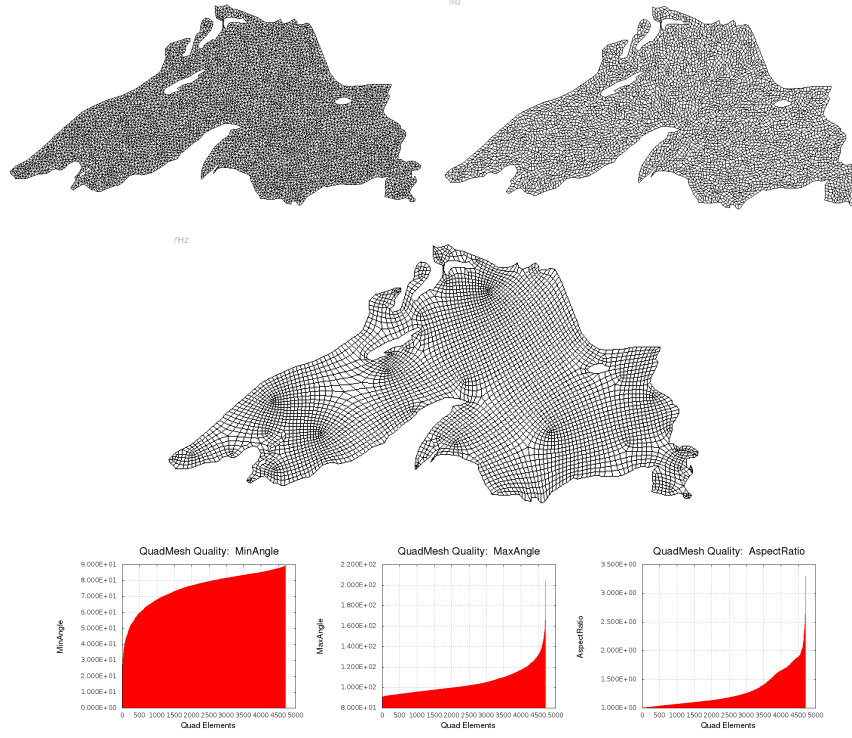 rHz
rHz
QuadMesh Quality: MinAngle
QuadMesh Quality: MaxAngle
QuadMesh Quality: AspectRatio
9.000E+01
8.000E+01
7.000E+01
6.000E+01
5.000E+01
4.000E+01
3.000E+01
2.000E+01
1.000E+01
0.000E+00
MinAngle
0 500 1000 1500 2000 2500 3000 3500 4000 4500 5000
Quad Elements
2.200E+02
2.000E+02
1.800E+02
1.600E+02
1.400E+02
1.200E+02
1.000E+02
8.000E+01
MaxAngle
0 500 1000 1500 2000 2500 3000 3500 4000 4500 5000
Quad Elements
3.500E+00
3.000E+00
2.500E+00
2.000E+00
1.500E+00
1.000E+00
AspectRatio
0 500 1000 1500 2000 2500 3000 3500 4000 4500 5000
Quad Elements